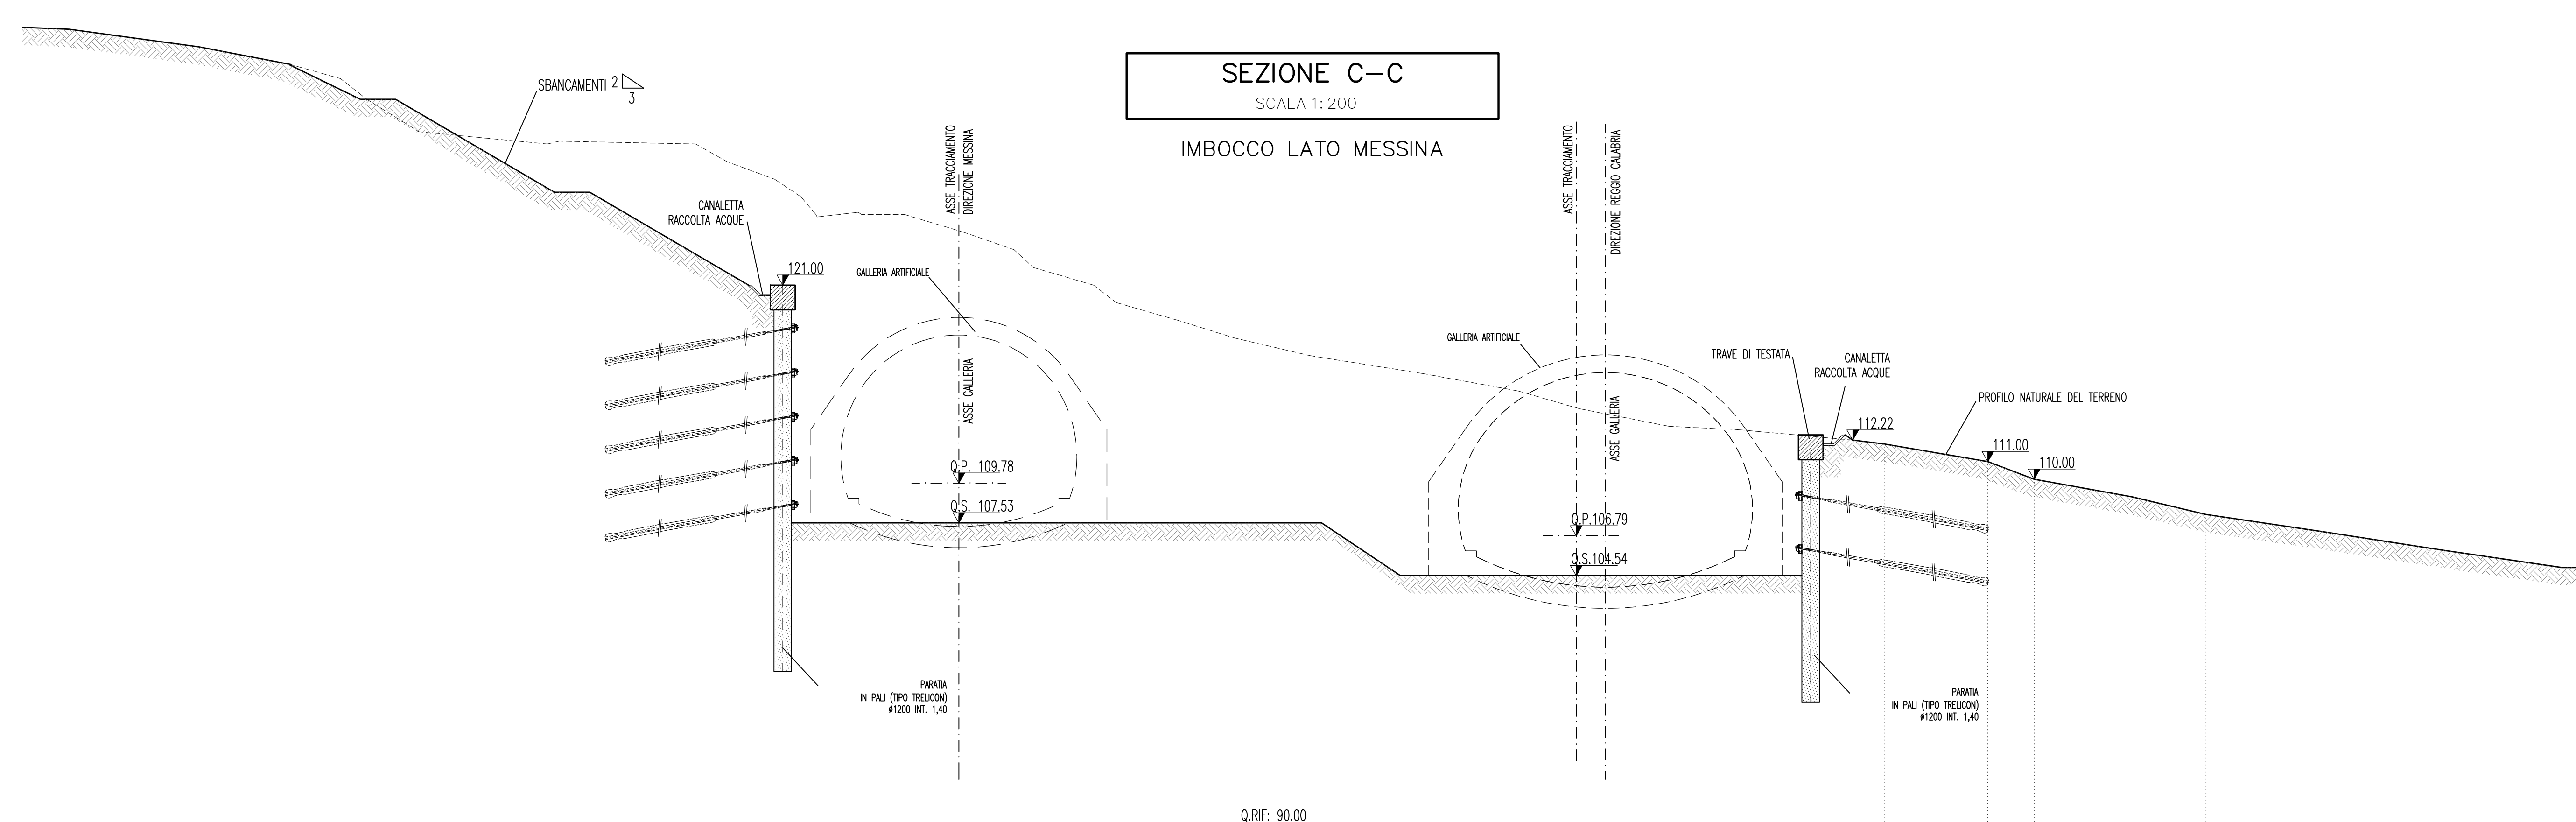 SEZIONE C-C
SCALA 1:200
IMBOCCO LATO MESSINA
SBANCAMENTI
2
3
CANALETTA
RACCOLTA ACQUE
121.00
GALLERIA ARTIFICIALE
ASSE TRACCIAMENTO
DIREZIONE MESSINA
ASSE GALLERIA
Q.P. 109.78
Q.S. 107.53
PARATIA
IN PALI (TIPO TRELICON)
ø1200 INT. 1,40
ASSE TRACCIAMENTO
DIREZIONE REGGIO CALABRIA
GALLERIA ARTIFICIALE
ASSE GALLERIA
Q.P.106.79
Q.S.104.54
TRAVE DI TESTATA
CANALETTA
RACCOLTA ACQUE
112.22
PROFILO NATURALE DEL TERRENO
111.00
110.00
PARATIA
IN PALI (TIPO TRELICON)
ø1200 INT. 1,40
Q.RIF: 90.00